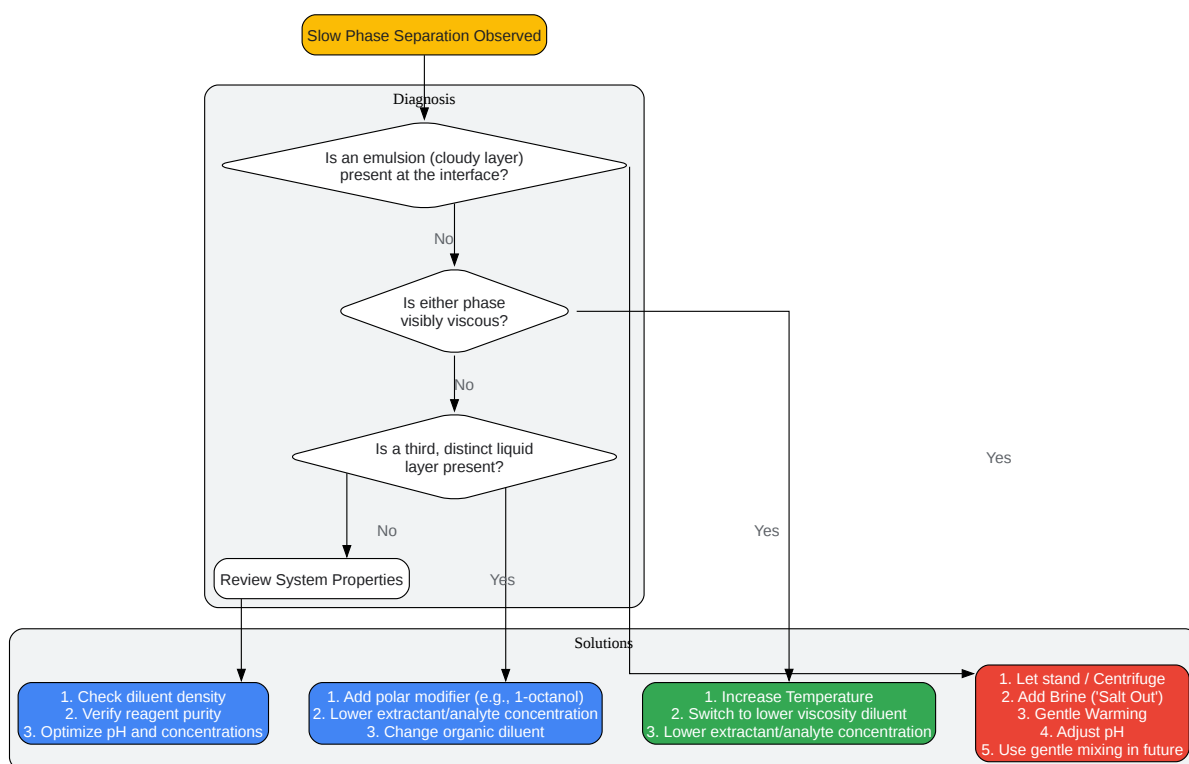 Slow Phase Separation Observed
Diagnosis
Is an emulsion (cloudy layer)
present at the interface?
No
Is either phase
visibly viscous?
No
Is a third, distinct liquid
layer present?
Yes
No
Yes
Review System Properties
Yes
Solutions
1. Check diluent density
2. Verify reagent purity
3. Optimize pH and concentrations
1. Add polar modifier (e.g., 1-octanol)
2. Lower extractant/analyte concentration
3. Change organic diluent
1. Increase Temperature
2. Switch to lower viscosity diluent
3. Lower extractant/analyte concentration
1. Let stand / Centrifuge
2. Add Brine ('Salt Out')
3. Gentle Warming
4. Adjust pH
5. Use gentle mixing in future